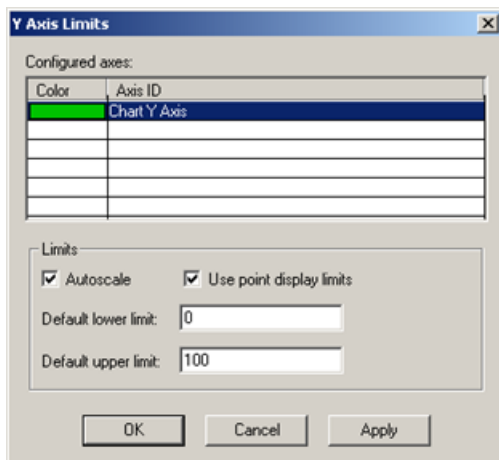 Y Axis Limits
Configured axes:
Color Axis ID
Chart Y Axis
Limits
Autoscale Use point display limits
Default lower limit: 0
Default upper limit: 100
OK Cancel Apply